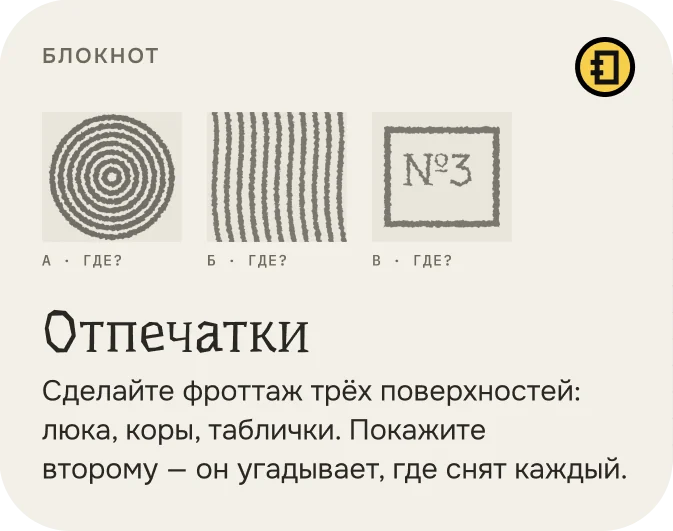 БЛОКНОТ
№3
А · ГДЕ?
Б · ГДЕ?
В · ГДЕ?
Отпечатки
Сделайте фроттаж трёх поверхностей:
люка, коры, таблички. Покажите
второму — он угадывает, где снят каждый.